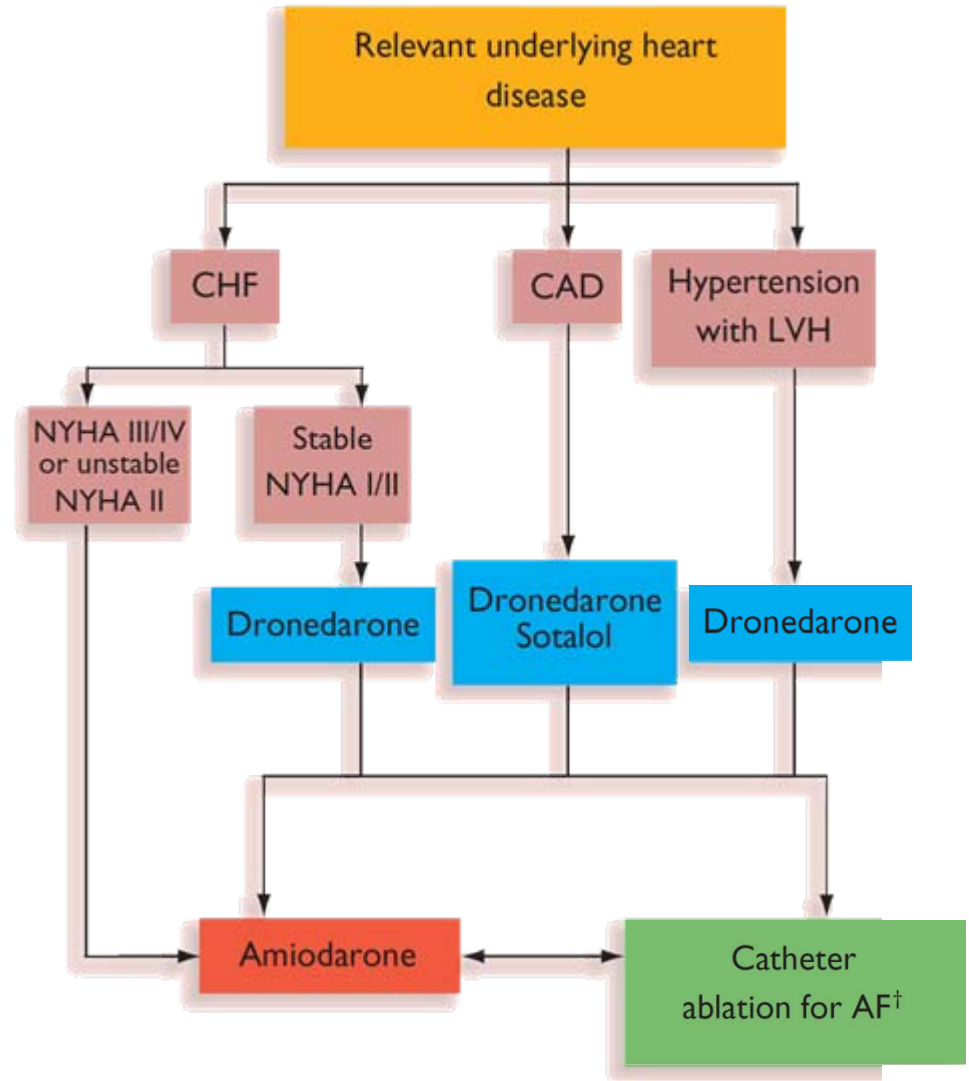 Relevant underlying heart
disease
CHF
CAD
Hypertension
with LVH
NYHA III/IV
or unstable
NYHA II
Stable
NYHA I/II
Dronedarone
Dronedarone
Sotalol
Dronedarone
Amiodarone
Catheter
ablation for AF†